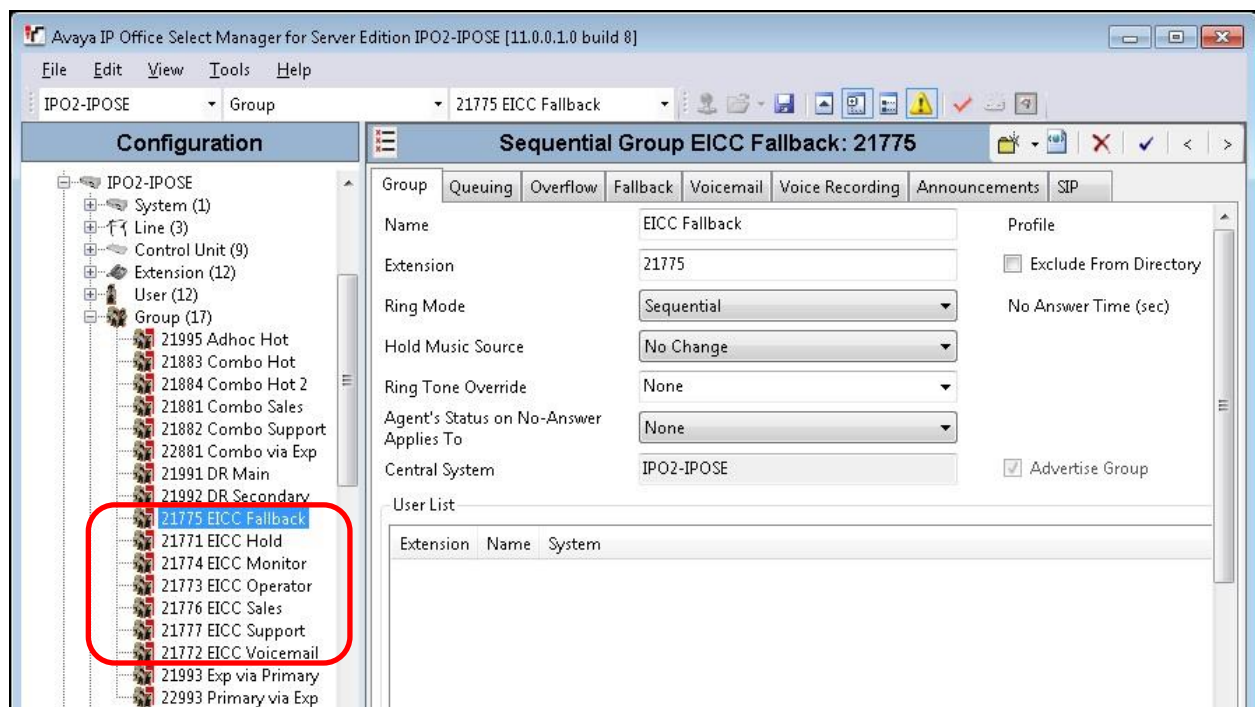 Avaya IP Office Select Manager for Server Edition IPO2-IPOSE [11.0.0.1.0 build 8]
File Edit View Tools Help
IPO2-IPOSE Group 21775 EICC Fallback
Configuration
IPO2-IPOSE
System (1)
Line (3)
Control Unit (9)
Extension (12)
User (12)
Group (17)
21995 Adhoc Hot
21883 Combo Hot
21884 Combo Hot 2
21881 Combo Sales
21882 Combo Support
22881 Combo via Exp
21991 DR Main
21992 DR Secondary
21775 EICC Fallback
21771 EICC Hold
21774 EICC Monitor
21773 EICC Operator
21776 EICC Sales
21777 EICC Support
21772 EICC Voicemail
21993 Exp via Primary
22993 Primary via Exp
Sequential Group EICC Fallback: 21775
Group Queuing Overflow Fallback Voicemail Voice Recording Announcements SIP
Name EICC Fallback Profile
Extension 21775 Exclude From Directory
Ring Mode Sequential No Answer Time (sec)
Hold Music Source No Change
Ring Tone Override None
Agent's Status on No-Answer
Applies To None
Central System IPO2-IPOSE Advertise Group
User List
Extension Name System